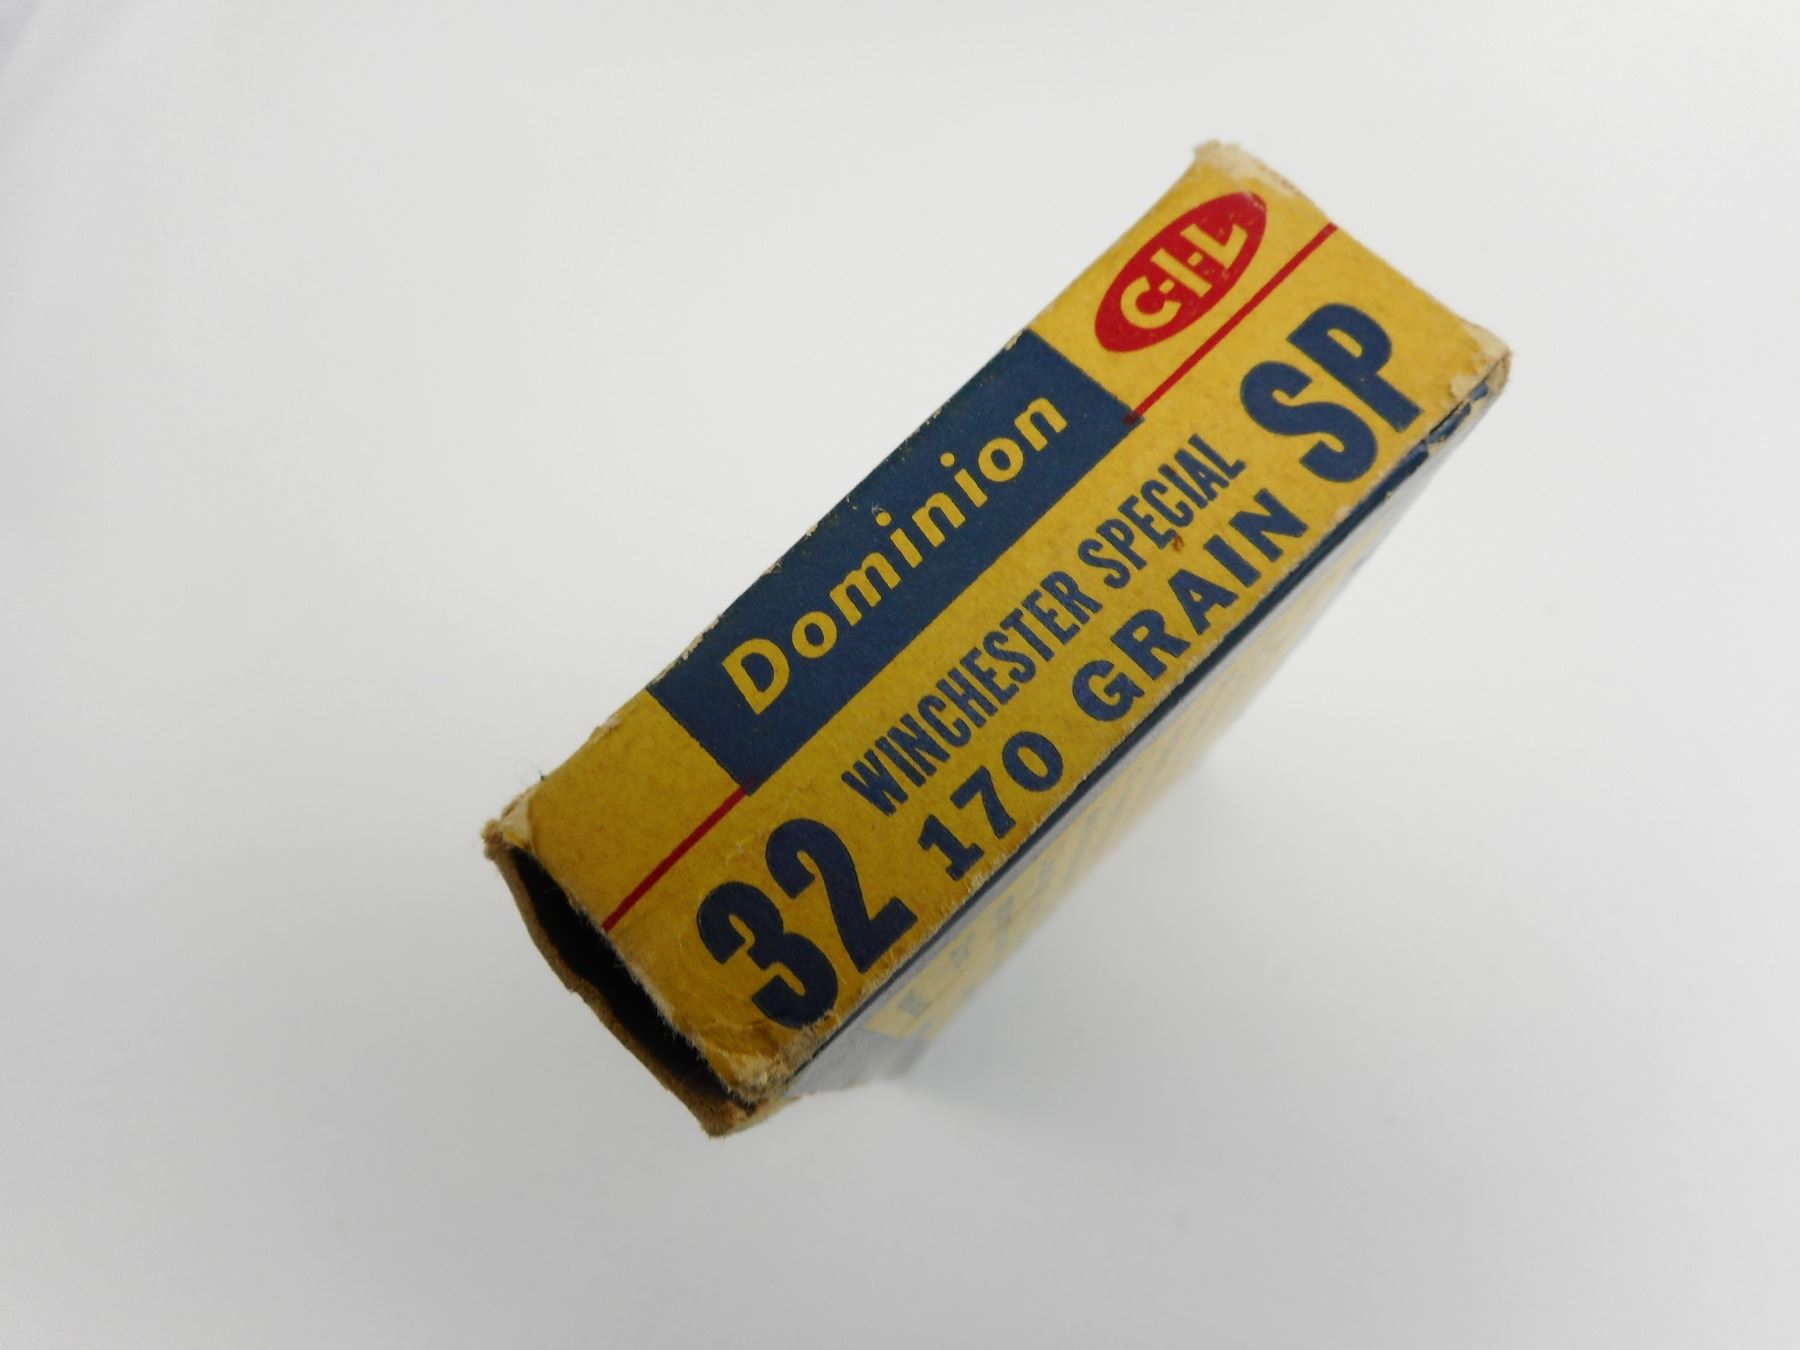 C-I-L
Dominion
32 WINCHESTER SPECIAL SP
170 GRAIN